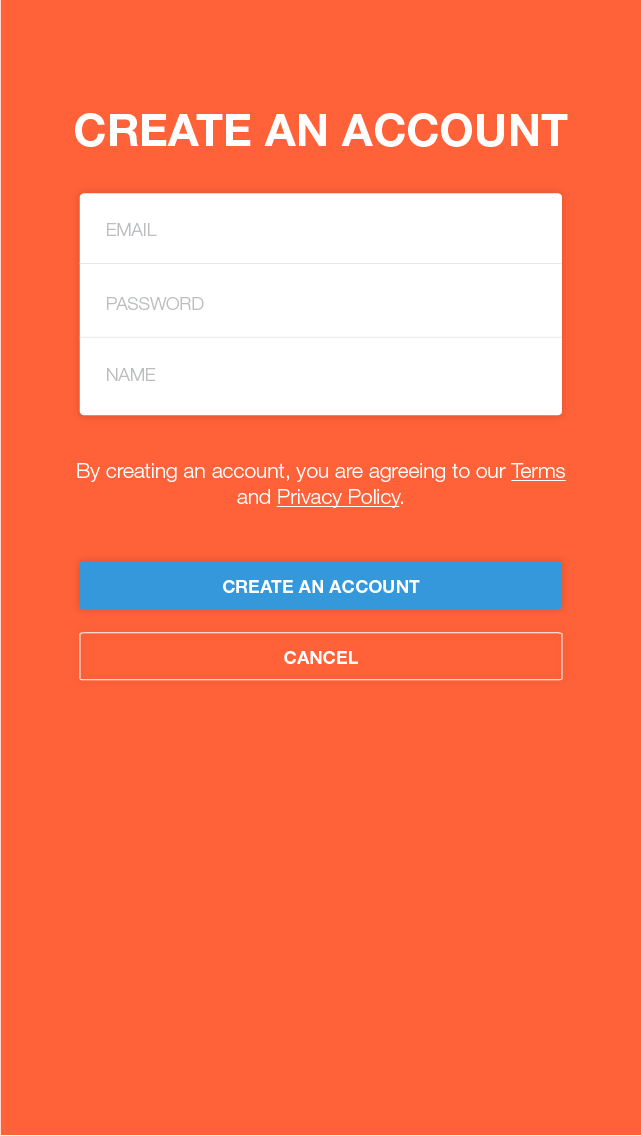 CREATE AN ACCOUNT
EMAIL
PASSWORD
NAME
By creating an account, you are agreeing to our Terms
and Privacy Policy.
CREATE AN ACCOUNT
CANCEL